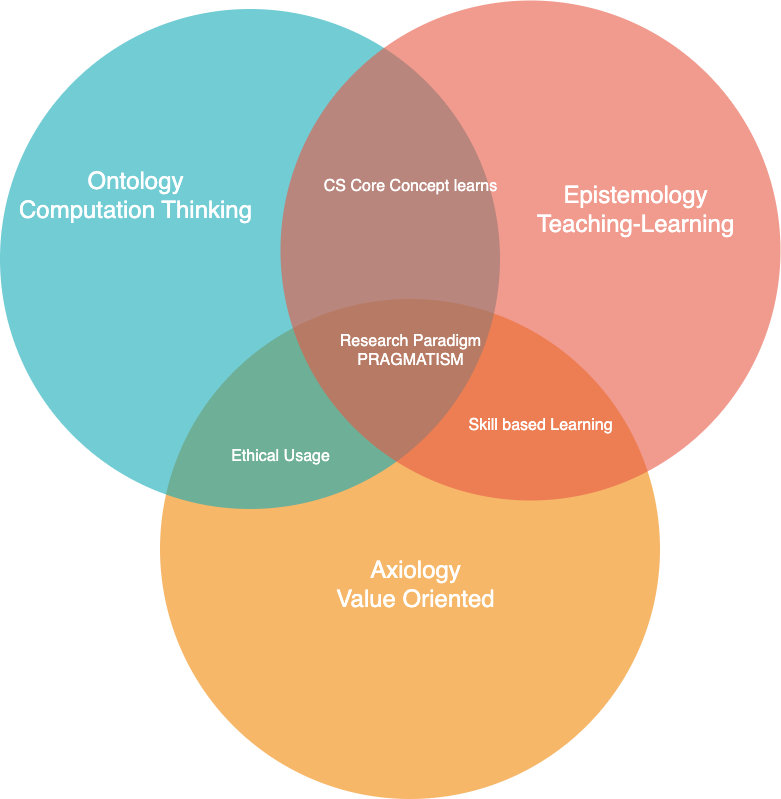 Ontology
Computation Thinking
CS Core Concept learns
Epistemology
Teaching-Learning
Research Paradigm
PRAGMATISM
Skill based Learning
Ethical Usage
Axiology
Value Oriented